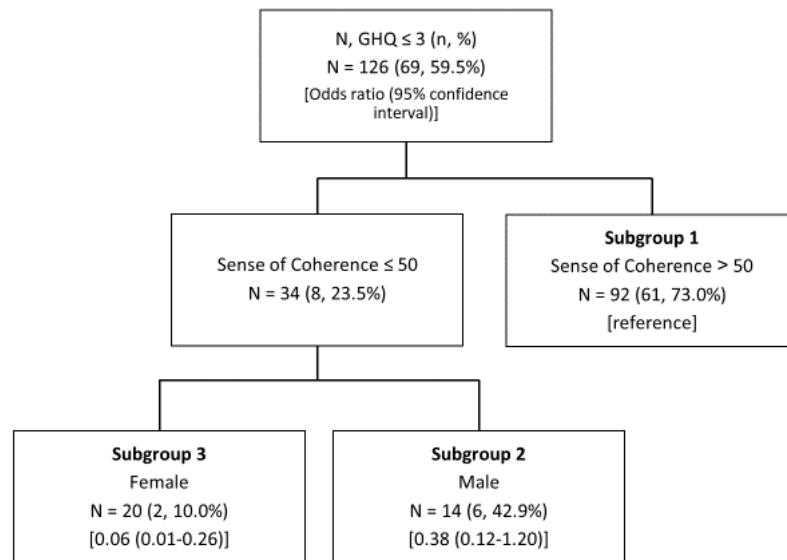 N, GHQ ≤ 3 (n, %)
N = 126 (69, 59.5%)
[Odds ratio (95% confidence
interval)]
Sense of Coherence ≤ 50
N = 34 (8, 23.5%)
Subgroup 1
Sense of Coherence > 50
N = 92 (61, 73.0%)
[reference]
Subgroup 3
Female
N = 20 (2, 10.0%)
[0.06 (0.01-0.26)]
Subgroup 2
Male
N = 14 (6, 42.9%)
[0.38 (0.12-1.20)]